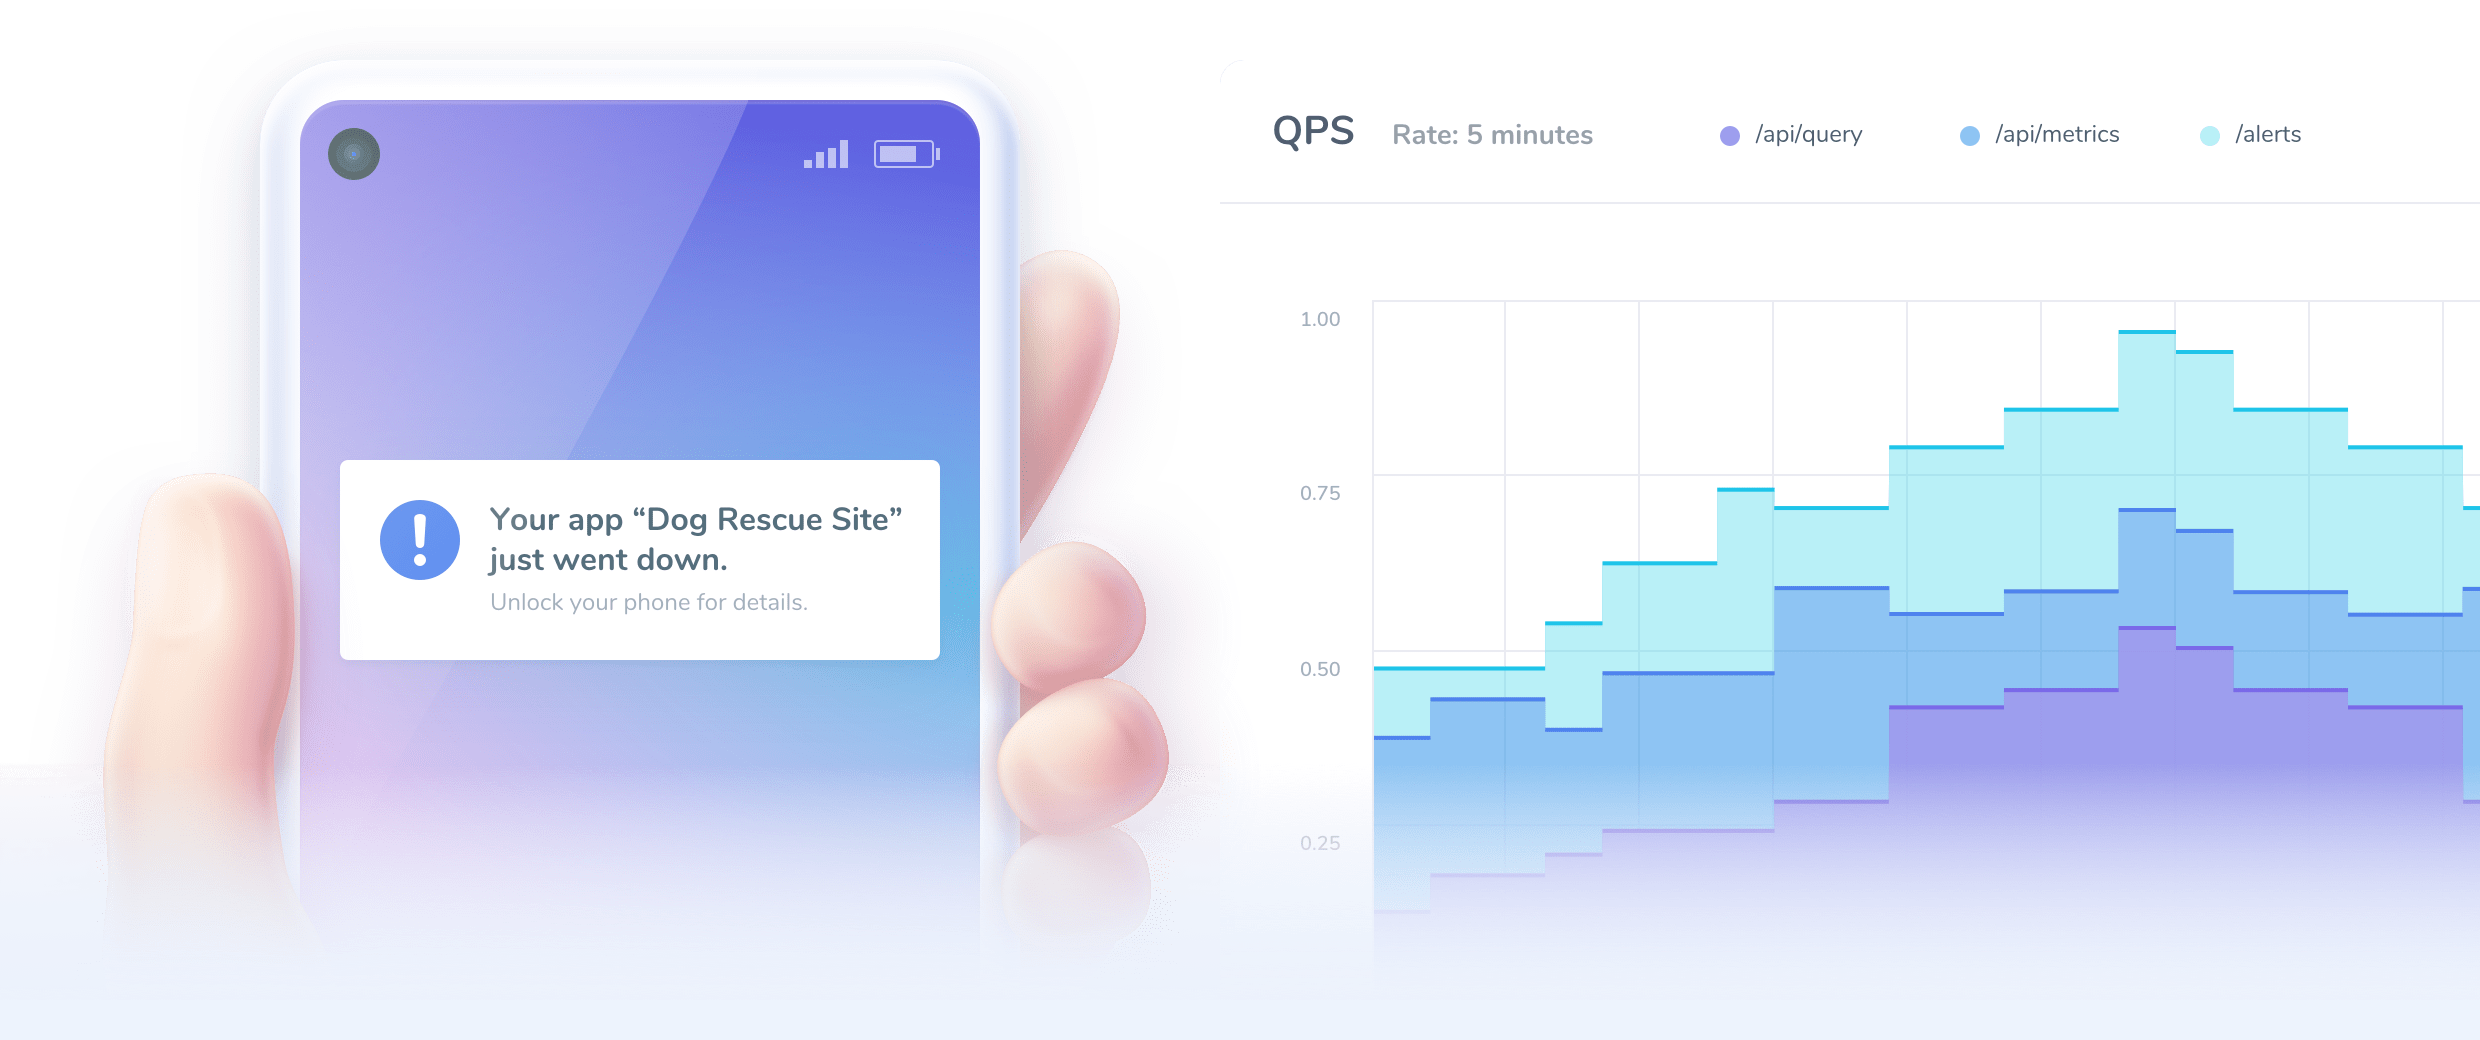 Your app “Dog Rescue Site”
just went down.
Unlock your phone for details.
QPS Rate: 5 minutes /api/query /api/metrics /alerts
1.00
0.75
0.50
0.25